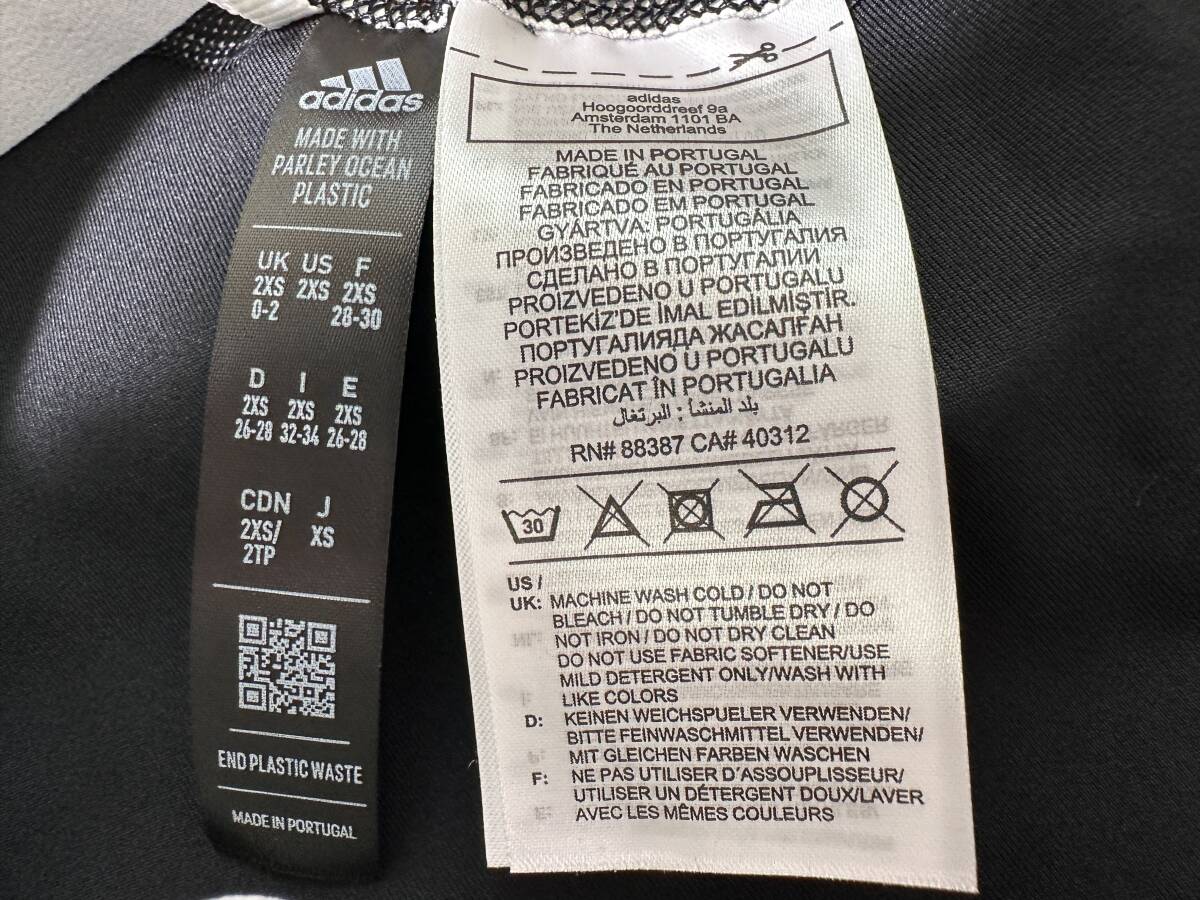 adidas
MADE WITH
PARLEY OCEAN
PLASTIC
UK US F
2XS 2XS 2XS
0-2 28-30
D I E
2XS 2XS 2XS
26-28 32-34 26-28
CDN J
2XS/ XS
2TP
END PLASTIC WASTE
MADE IN PORTUGAL
adidas
Hoogoorddreef 9a
Amsterdam 1101 BA
The Netherlands
MADE IN PORTUGAL
FABRIQUÉ AU PORTUGAL
FABRICADO EN PORTUGAL
FABRICADO EM PORTUGAL
GYÁRTVA: PORTUGÁLIA
ПРОИЗВЕДЕНО В ПОРТУГАЛИЯ
СДЕЛАНО В ПОРТУГАЛИИ
PROIZVEDENO U PORTUGALU
PORTEKİZ'DE İMAL EDİLMİŞTİR.
ПОРТУГАЛИЯДА ЖАСАЛҒАН
PROIZVEDENO U PORTUGALU
FABRICAT ÎN PORTUGALIA
بلد المنشأ : البرتغال
RN# 88387 CA# 40312
30
US /
UK: MACHINE WASH COLD / DO NOT
BLEACH / DO NOT TUMBLE DRY / DO
NOT IRON / DO NOT DRY CLEAN
DO NOT USE FABRIC SOFTENER/USE
MILD DETERGENT ONLY/WASH WITH
LIKE COLORS
D: KEINEN WEICHSPUELER VERWENDEN/
BITTE FEINWASCHMITTEL VERWENDEN/
MIT GLEICHEN FARBEN WASCHEN
F: NE PAS UTILISER D'ASSOUPLISSEUR/
UTILISER UN DÉTERGENT DOUX/LAVER
AVEC LES MÊMES COULEURS